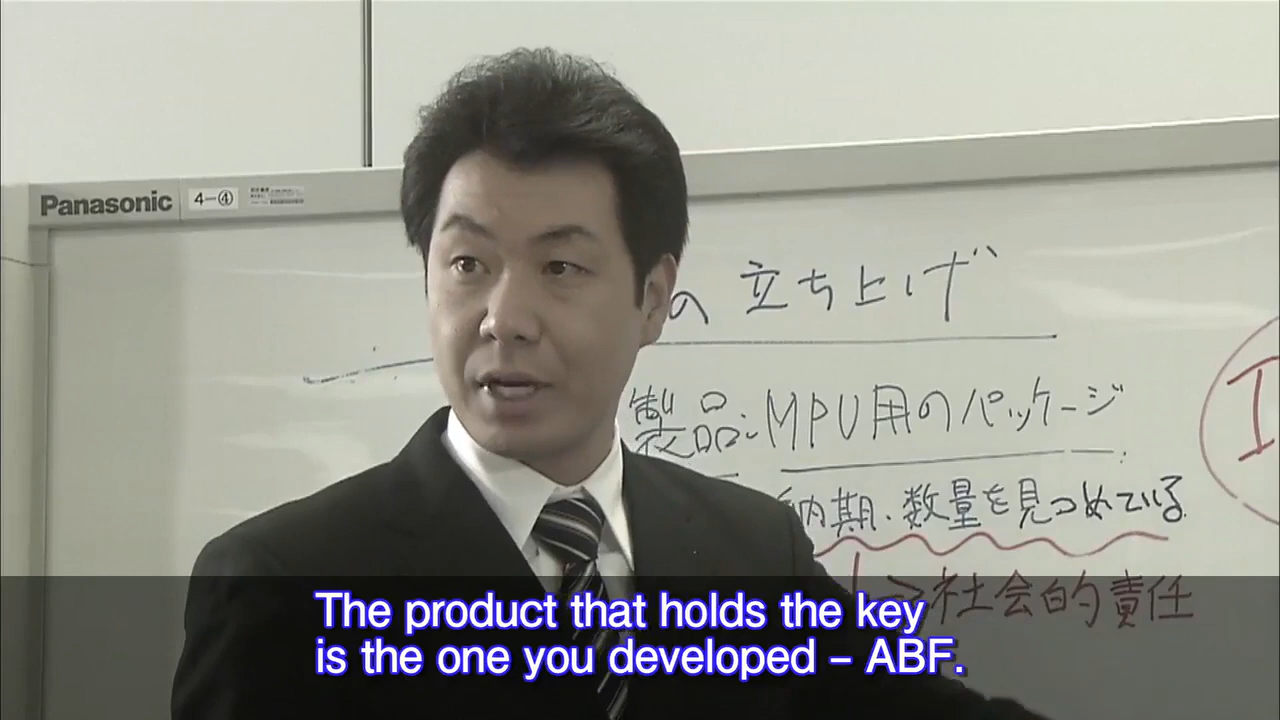 Panasonic
4-④
の 立ち上げ
製品:MPU用のパッケージ
納期、数量を見つめている
社会的責任
The product that holds the key
is the one you developed – ABF.